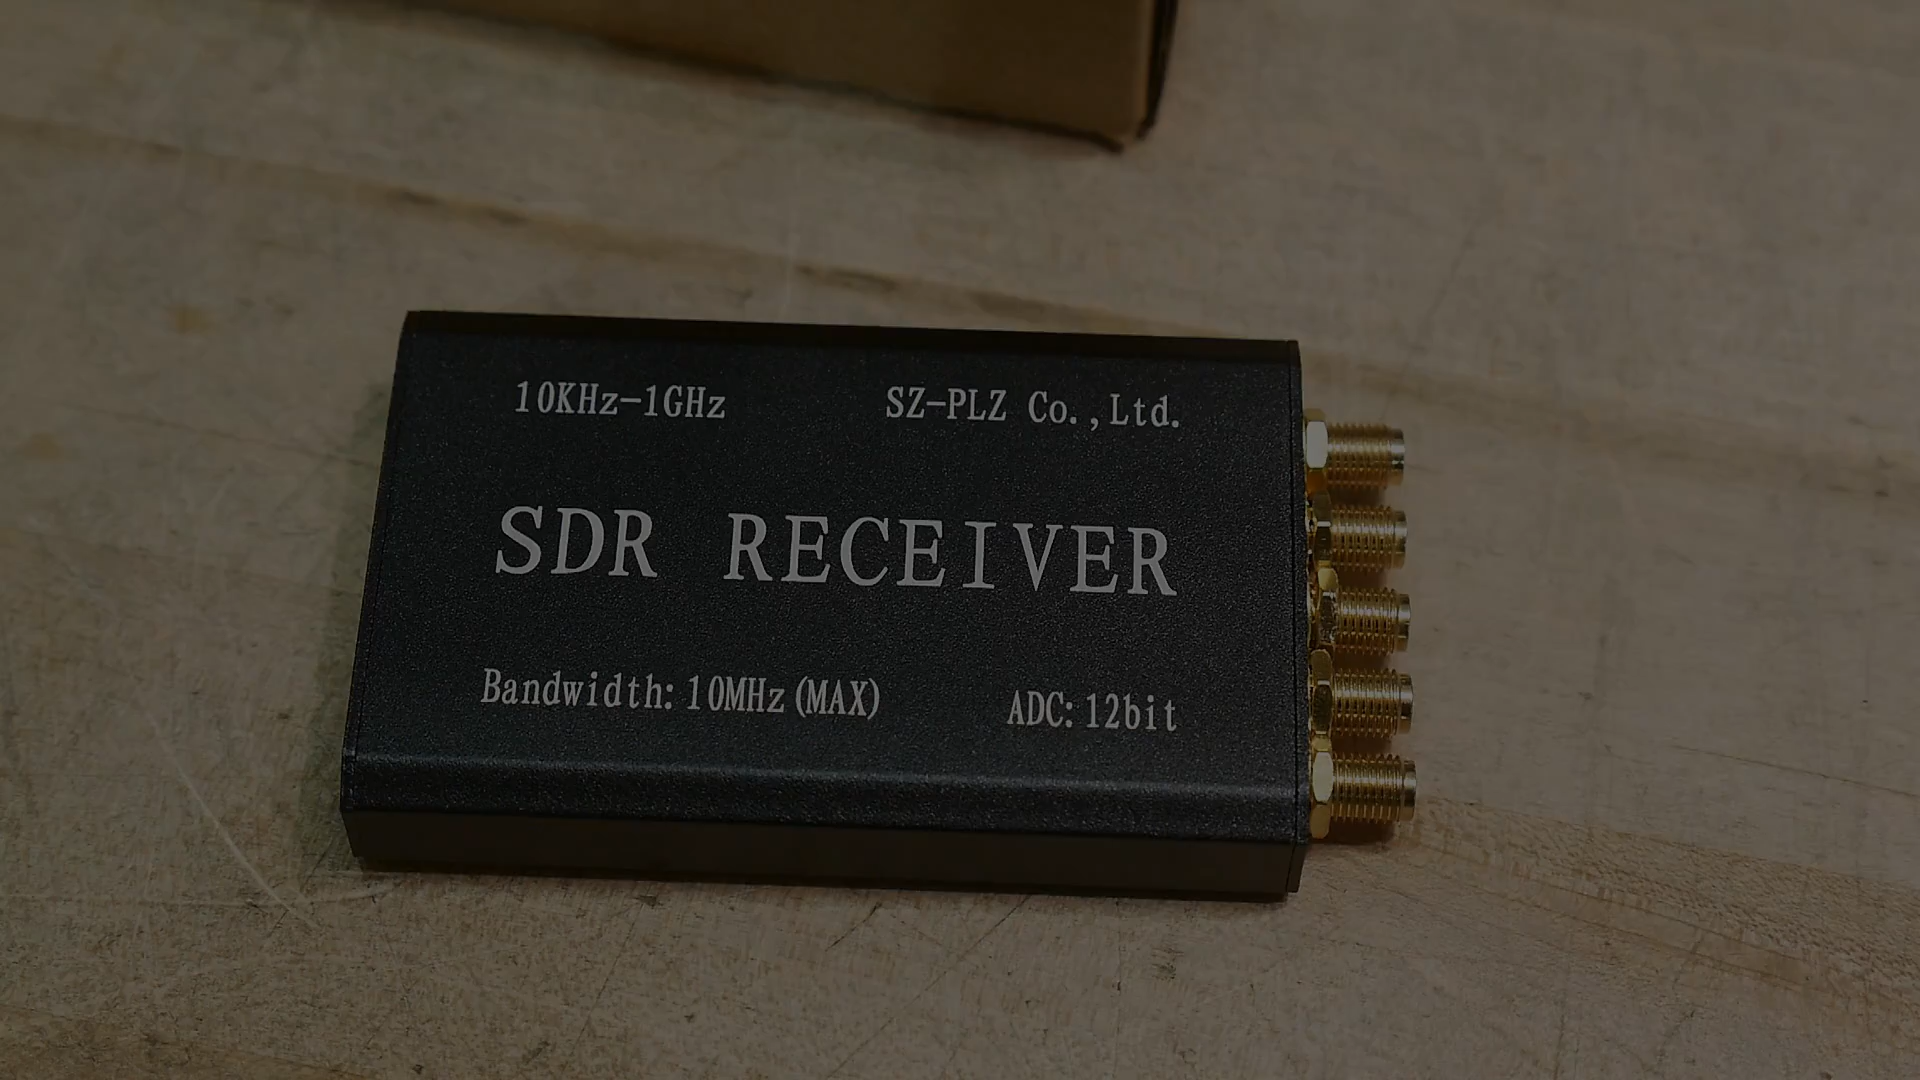 10KHz-1GHz SZ-PLZ Co.,Ltd.
SDR RECEIVER
Bandwidth:10MHz(MAX) ADC:12bit